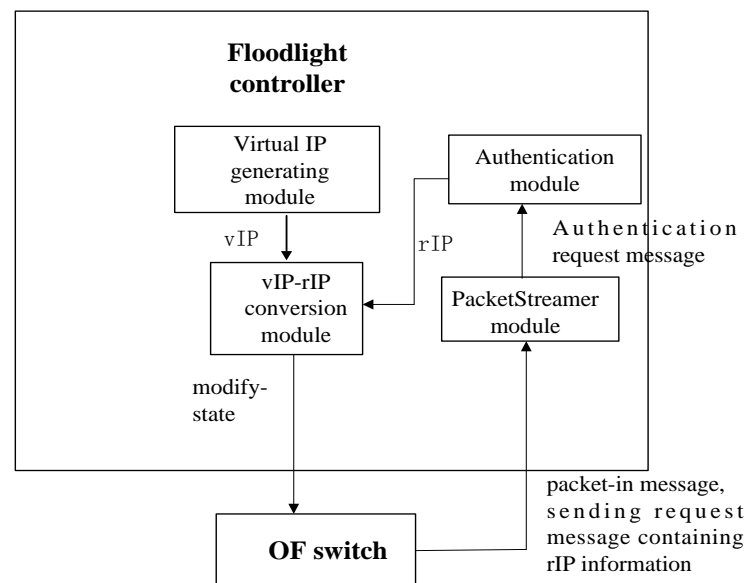 Floodlight
controller
Virtual IP
generating
module
Authentication
module
vIP
rIP
Authentication
request message
vIP-rIP
conversion
module
PacketStreamer
module
modify-
state
packet-in message,
sending request
message containing
rIP information
OF switch